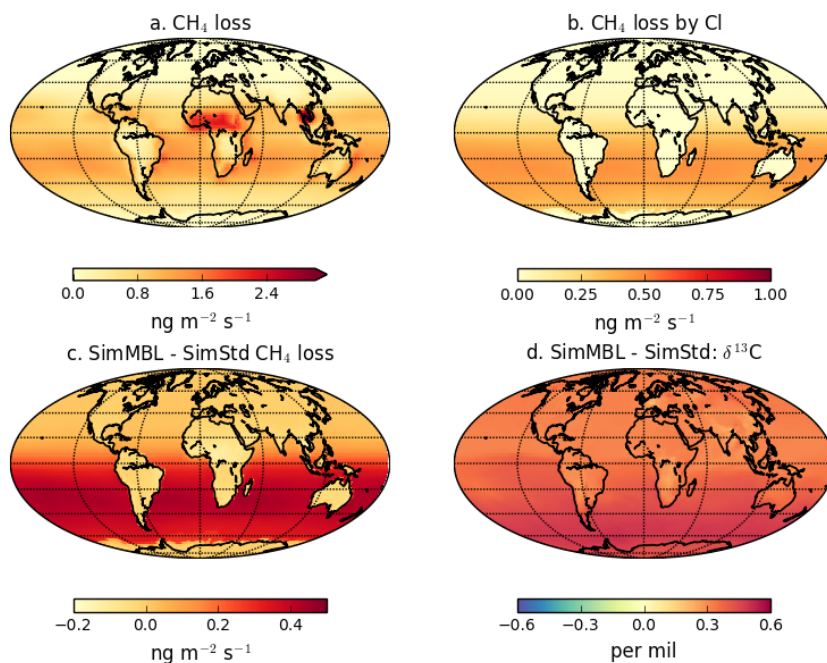 a. CH₄ loss
b. CH₄ loss by Cl
0.0 0.8 1.6 2.4
ng m⁻² s⁻¹
0.00 0.25 0.50 0.75 1.00
ng m⁻² s⁻¹
c. SimMBL - SimStd CH₄ loss
d. SimMBL - SimStd: δ¹³C
−0.2 0.0 0.2 0.4
ng m⁻² s⁻¹
−0.6 −0.3 0.0 0.3 0.6
per mil